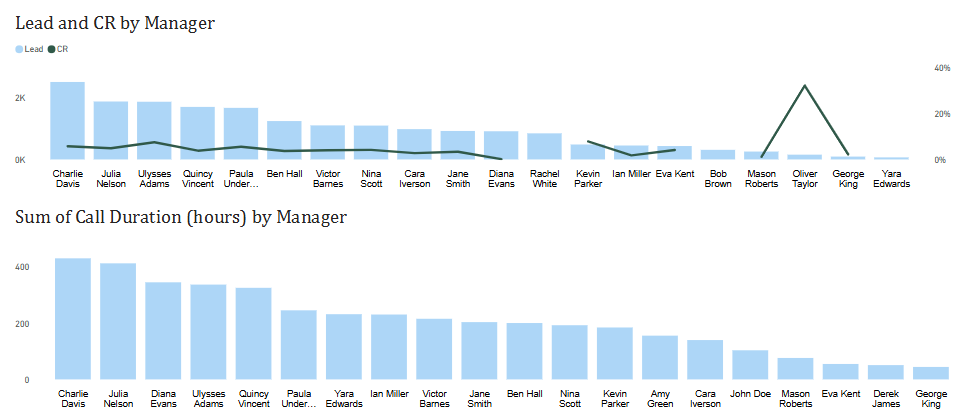 Lead and CR by Manager
Lead CR
40%
2K
20%
0K
0%
Charlie Davis
Julia Nelson
Ulysses Adams
Quincy Vincent
Paula Under...
Ben Hall
Victor Barnes
Nina Scott
Cara Iverson
Jane Smith
Diana Evans
Rachel White
Kevin Parker
Ian Miller
Eva Kent
Bob Brown
Mason Roberts
Oliver Taylor
George King
Yara Edwards
Sum of Call Duration (hours) by Manager
400
200
0
Charlie Davis
Julia Nelson
Diana Evans
Ulysses Adams
Quincy Vincent
Paula Under...
Yara Edwards
Ian Miller
Victor Barnes
Jane Smith
Ben Hall
Nina Scott
Kevin Parker
Amy Green
Cara Iverson
John Doe
Mason Roberts
Eva Kent
Derek James
George King